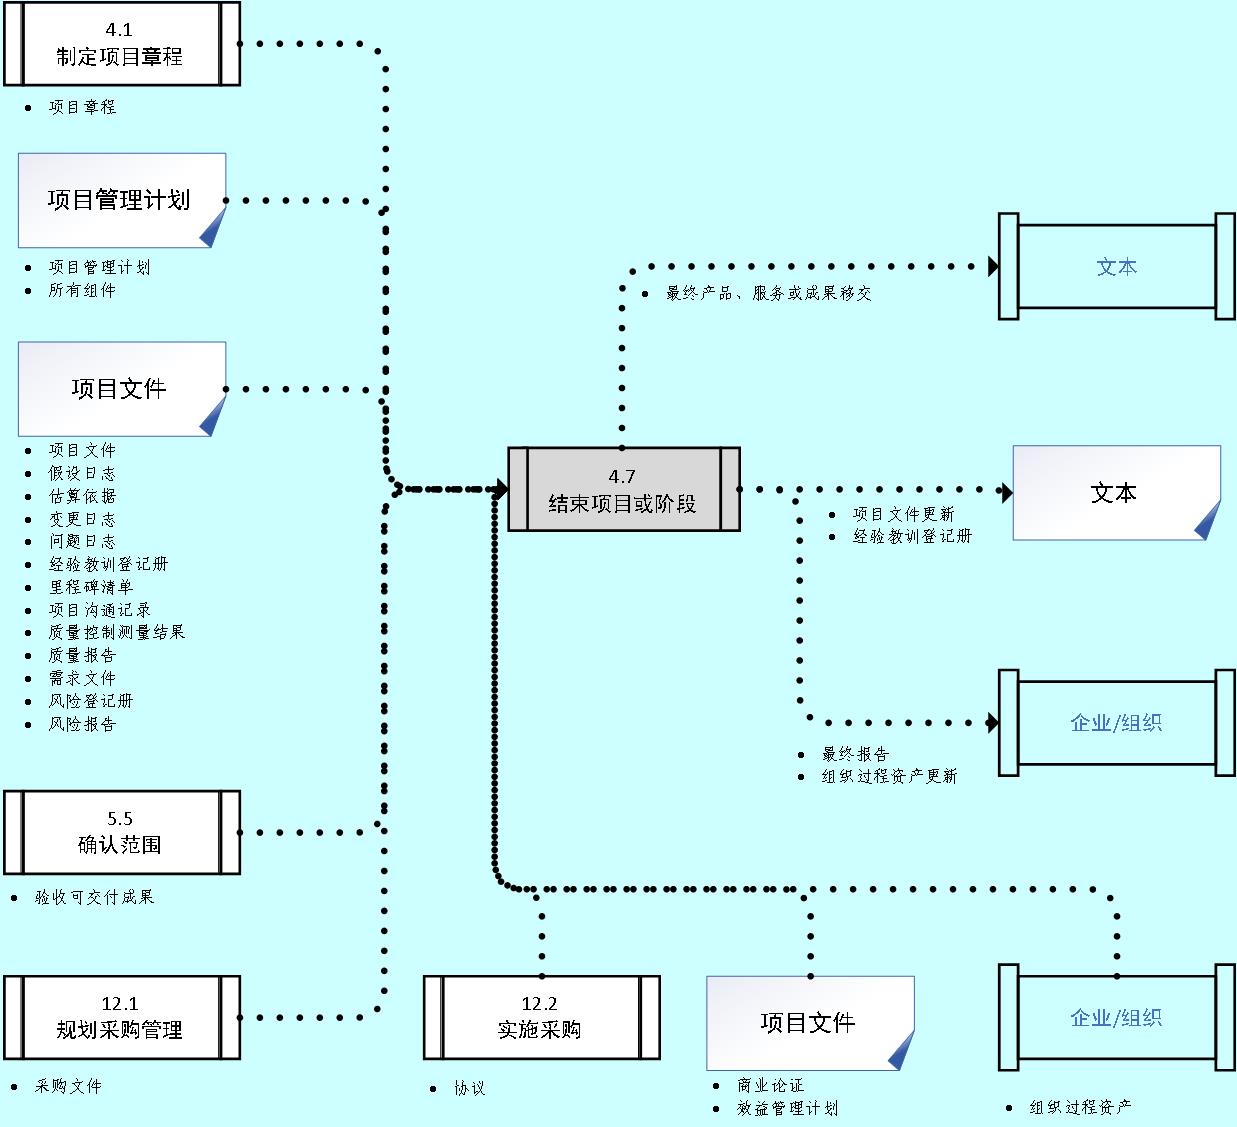 4.1
制定项目章程
项目章程
项目管理计划
项目管理计划
所有组件
项目文件
项目文件
假设日志
估算依据
变更日志
问题日志
经验教训登记册
里程碑清单
项目沟通记录
质量控制测量结果
质量报告
需求文件
风险登记册
风险报告
5.5
确认范围
验收可交付成果
12.1
规划采购管理
采购文件
4.7
结束项目或阶段
最终产品、服务或成果移交
文本
项目文件更新
经验教训登记册
文本
最终报告
组织过程资产更新
企业/组织
12.2
实施采购
协议
项目文件
商业论证
效益管理计划
企业/组织
组织过程资产